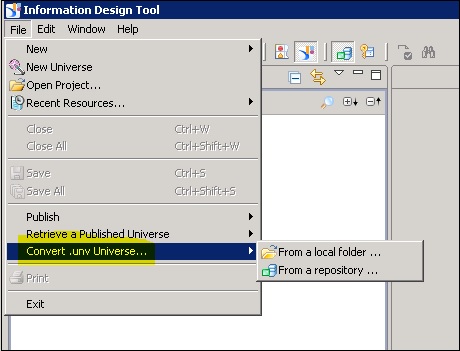 Information Design Tool
File Edit Window Help
New
New Universe
Open Project...
Recent Resources...
Close Ctrl+W
Close All Ctrl+Shift+W
Save Ctrl+S
Save All Ctrl+Shift+S
Publish
Retrieve a Published Universe
Convert .unv Universe...
From a local folder ...
From a repository ...
Print
Exit